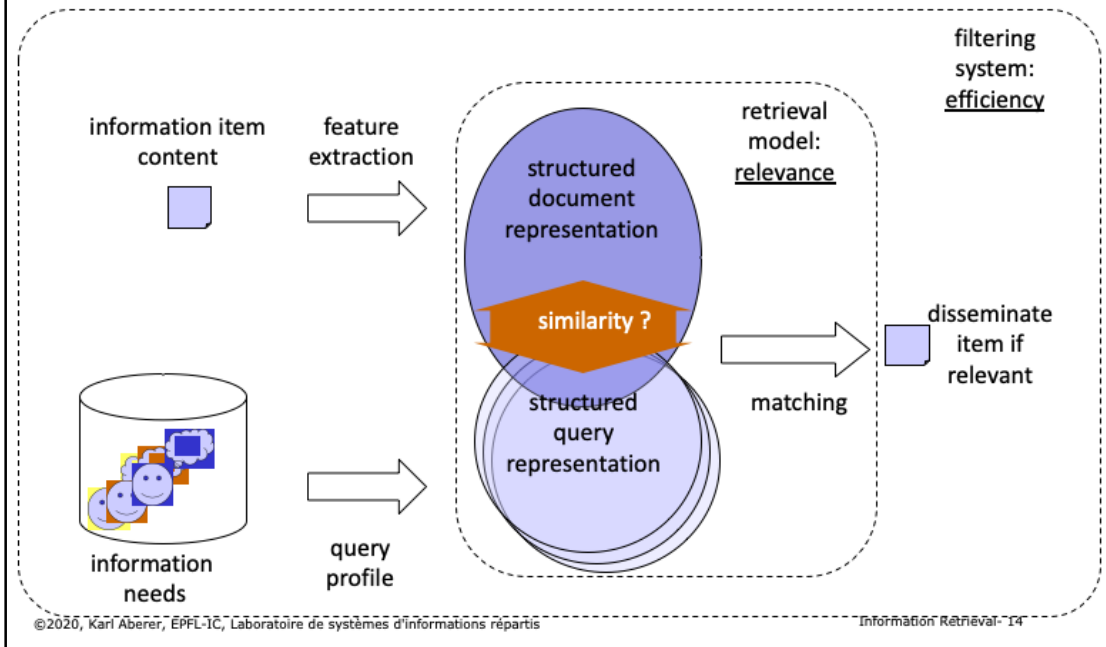 filtering
system:
efficiency
information item
content
feature
extraction
retrieval
model:
relevance
structured
document
representation
similarity ?
disseminate
item if
relevant
matching
structured
query
representation
query
profile
information
needs
©2020, Karl Aberer, EPFL-IC, Laboratoire de systèmes d'informations répartis
Information Retrieval- 14